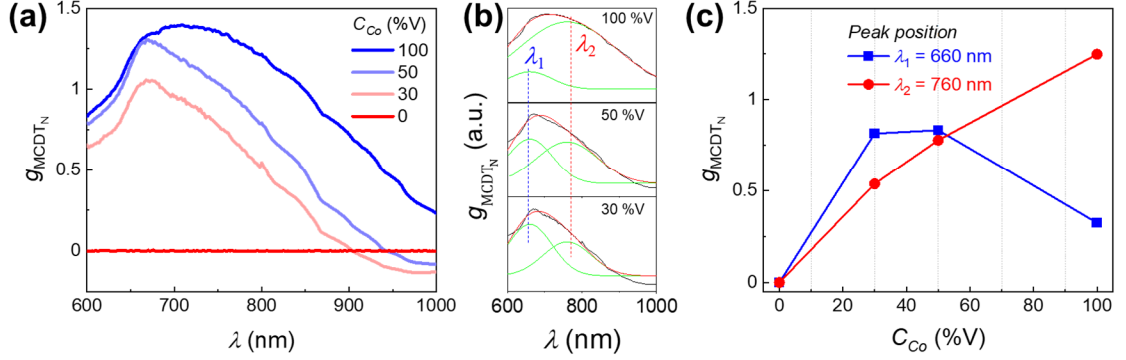 (a)
1.5
1
0.5
0
g_MCDT_N
C_Co (%V)
100
50
30
0
600 700 800 900 1000
λ (nm)
(b)
100 %V
λ₁ λ₂
50 %V
30 %V
g_MCDT_N (a.u.)
600 800 1000
λ (nm)
(c)
1.5
1
0.5
0
g_MCDT_N
Peak position
λ₁ = 660 nm
λ₂ = 760 nm
0 20 40 60 80 100
C_Co (%V)